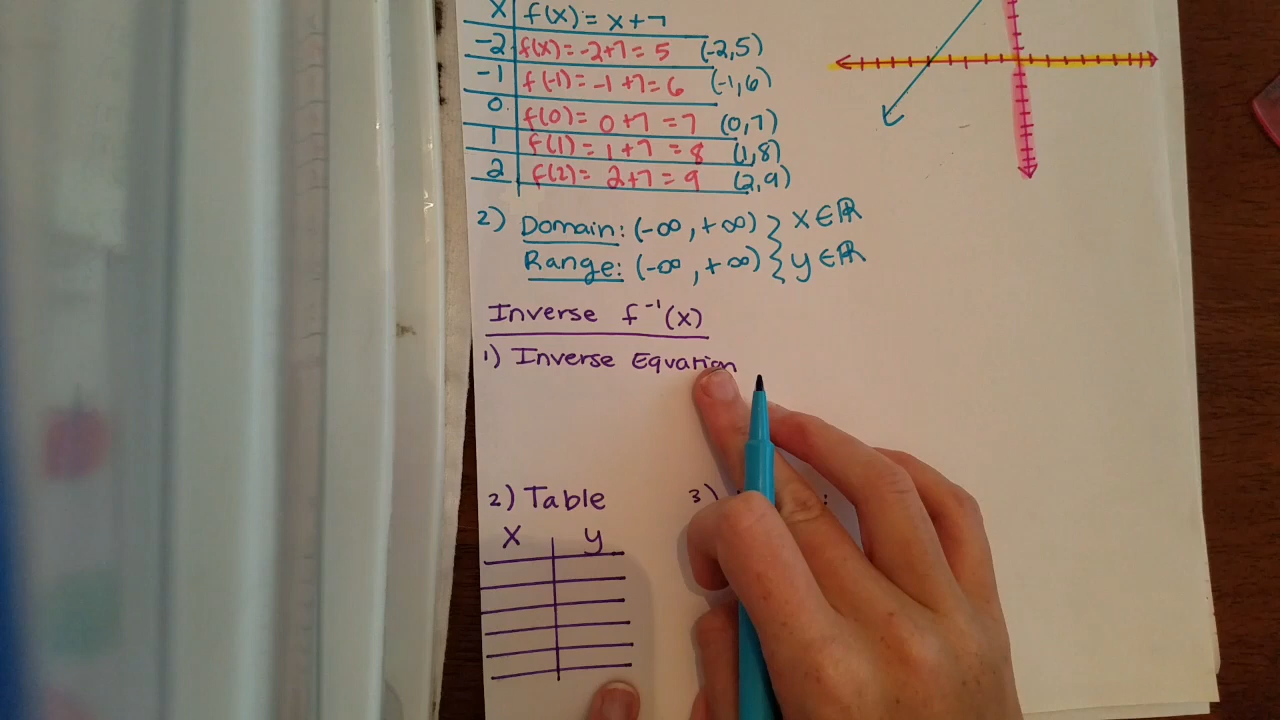 x f(x) = x+7
-2 f(x) = -2+7 = 5 (-2,5)
-1 f(-1) = -1+7 = 6 (-1,6)
0 f(0) = 0+7 = 7 (0,7)
1 f(1) = 1+7 = 8 (1,8)
2 f(2) = 2+7 = 9 (2,9)
2) Domain: (-∞, +∞) } x ∈ ℝ
Range: (-∞, +∞) } y ∈ ℝ
Inverse f⁻¹(x)
1) Inverse Equation
2) Table 3)
x y